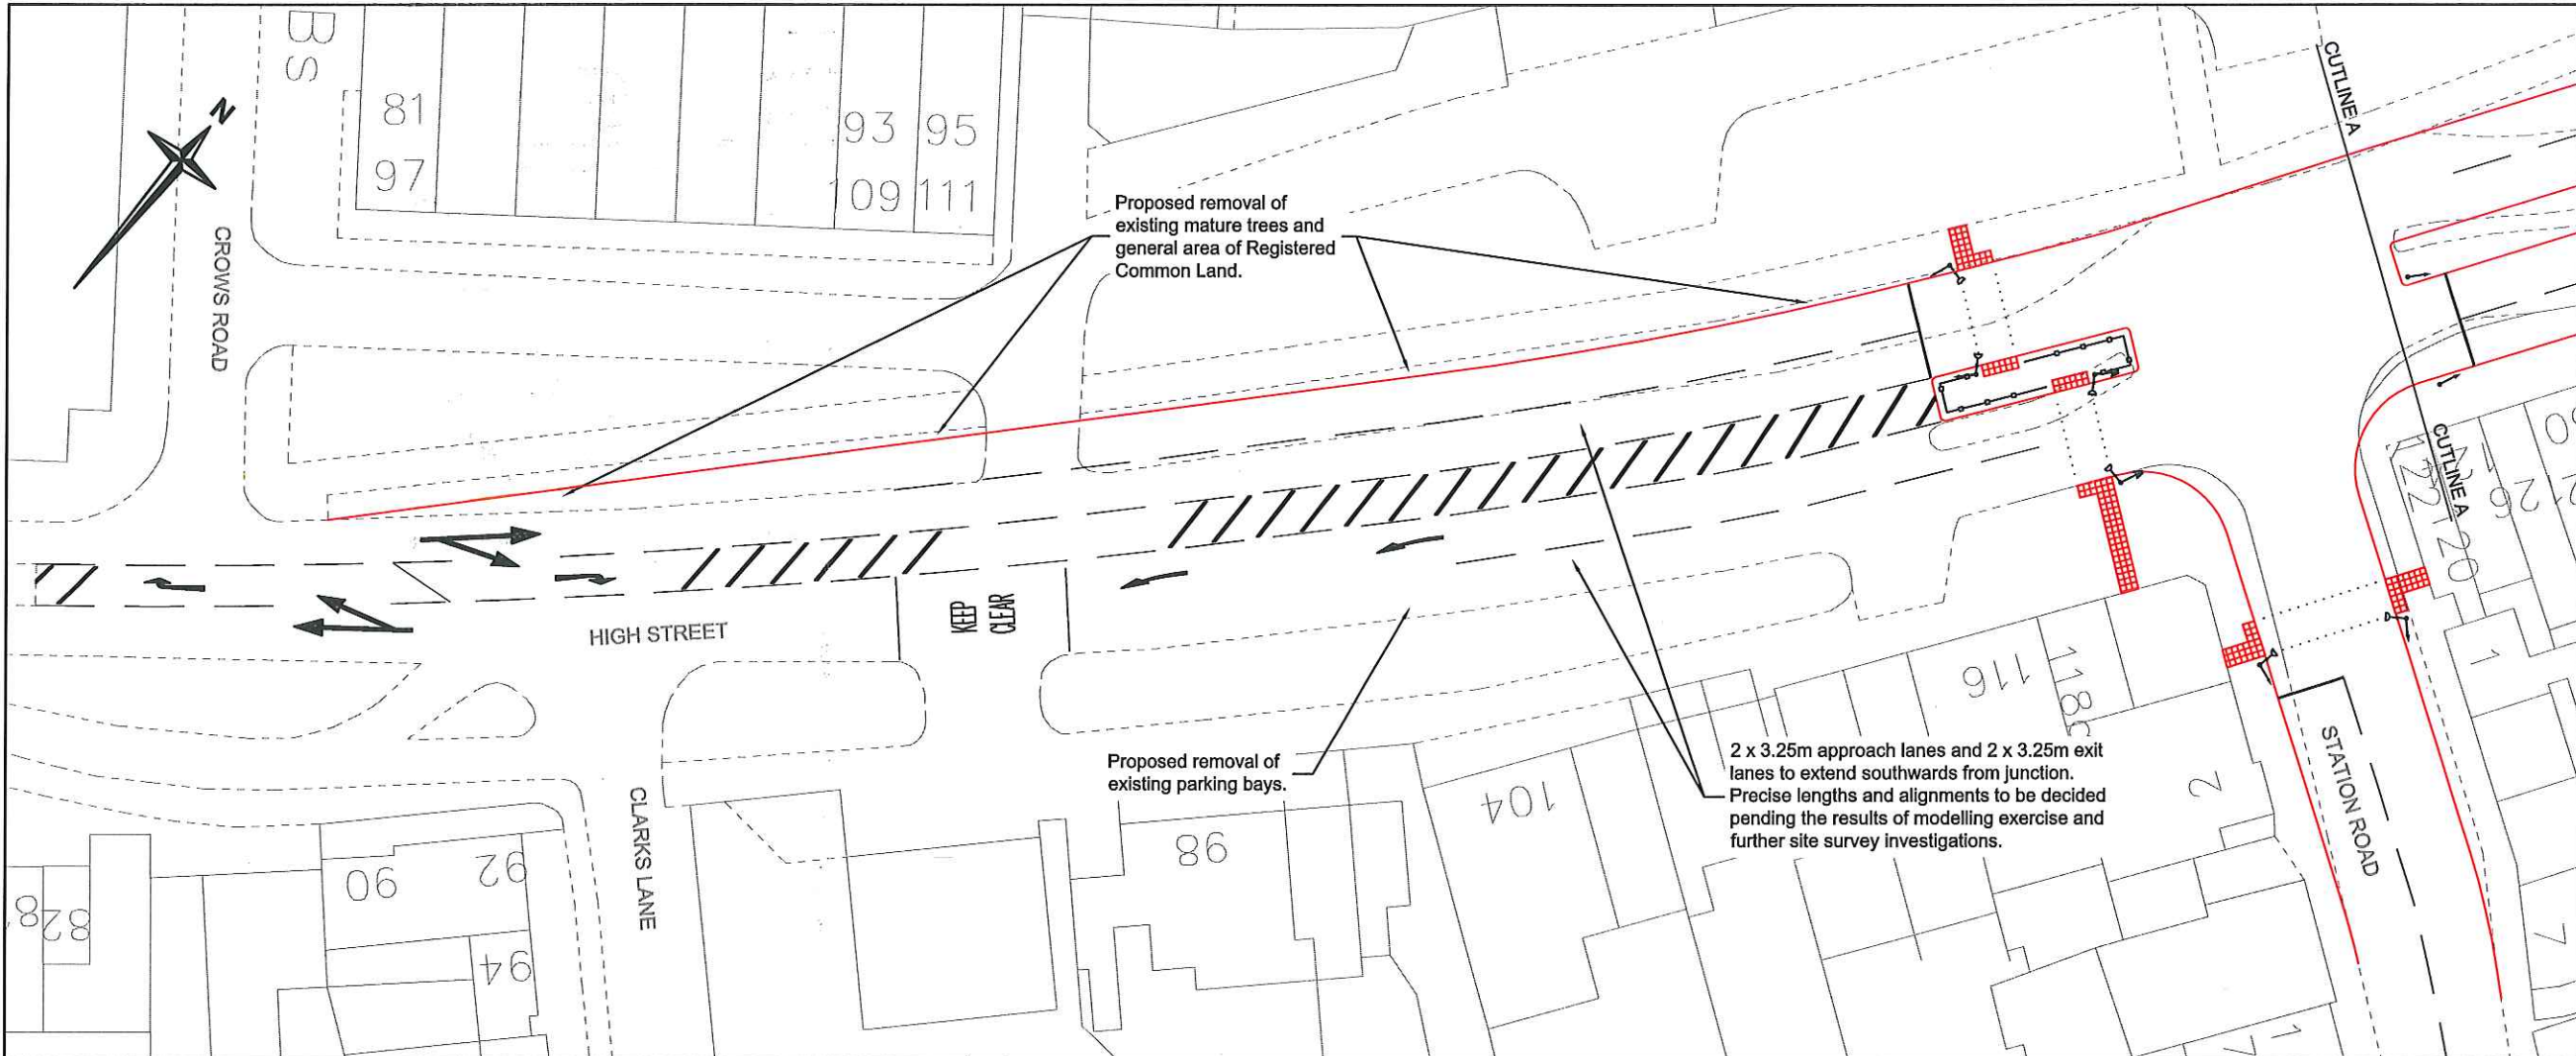 BS
81
97
93
95
109
111
N
CROWS ROAD
Proposed removal of
existing mature trees and
general area of Registered
Common Land.
CUTLINE A
CUTLINE A
HIGH STREET
KEEP
CLEAR
Proposed removal of
existing parking bays.
2 x 3.25m approach lanes and 2 x 3.25m exit
lanes to extend southwards from junction.
Precise lengths and alignments to be decided
pending the results of modelling exercise and
further site survey investigations.
CLARKS LANE
STATION ROAD
82
90
92
94
98
104
116
118c
2
1
7
1